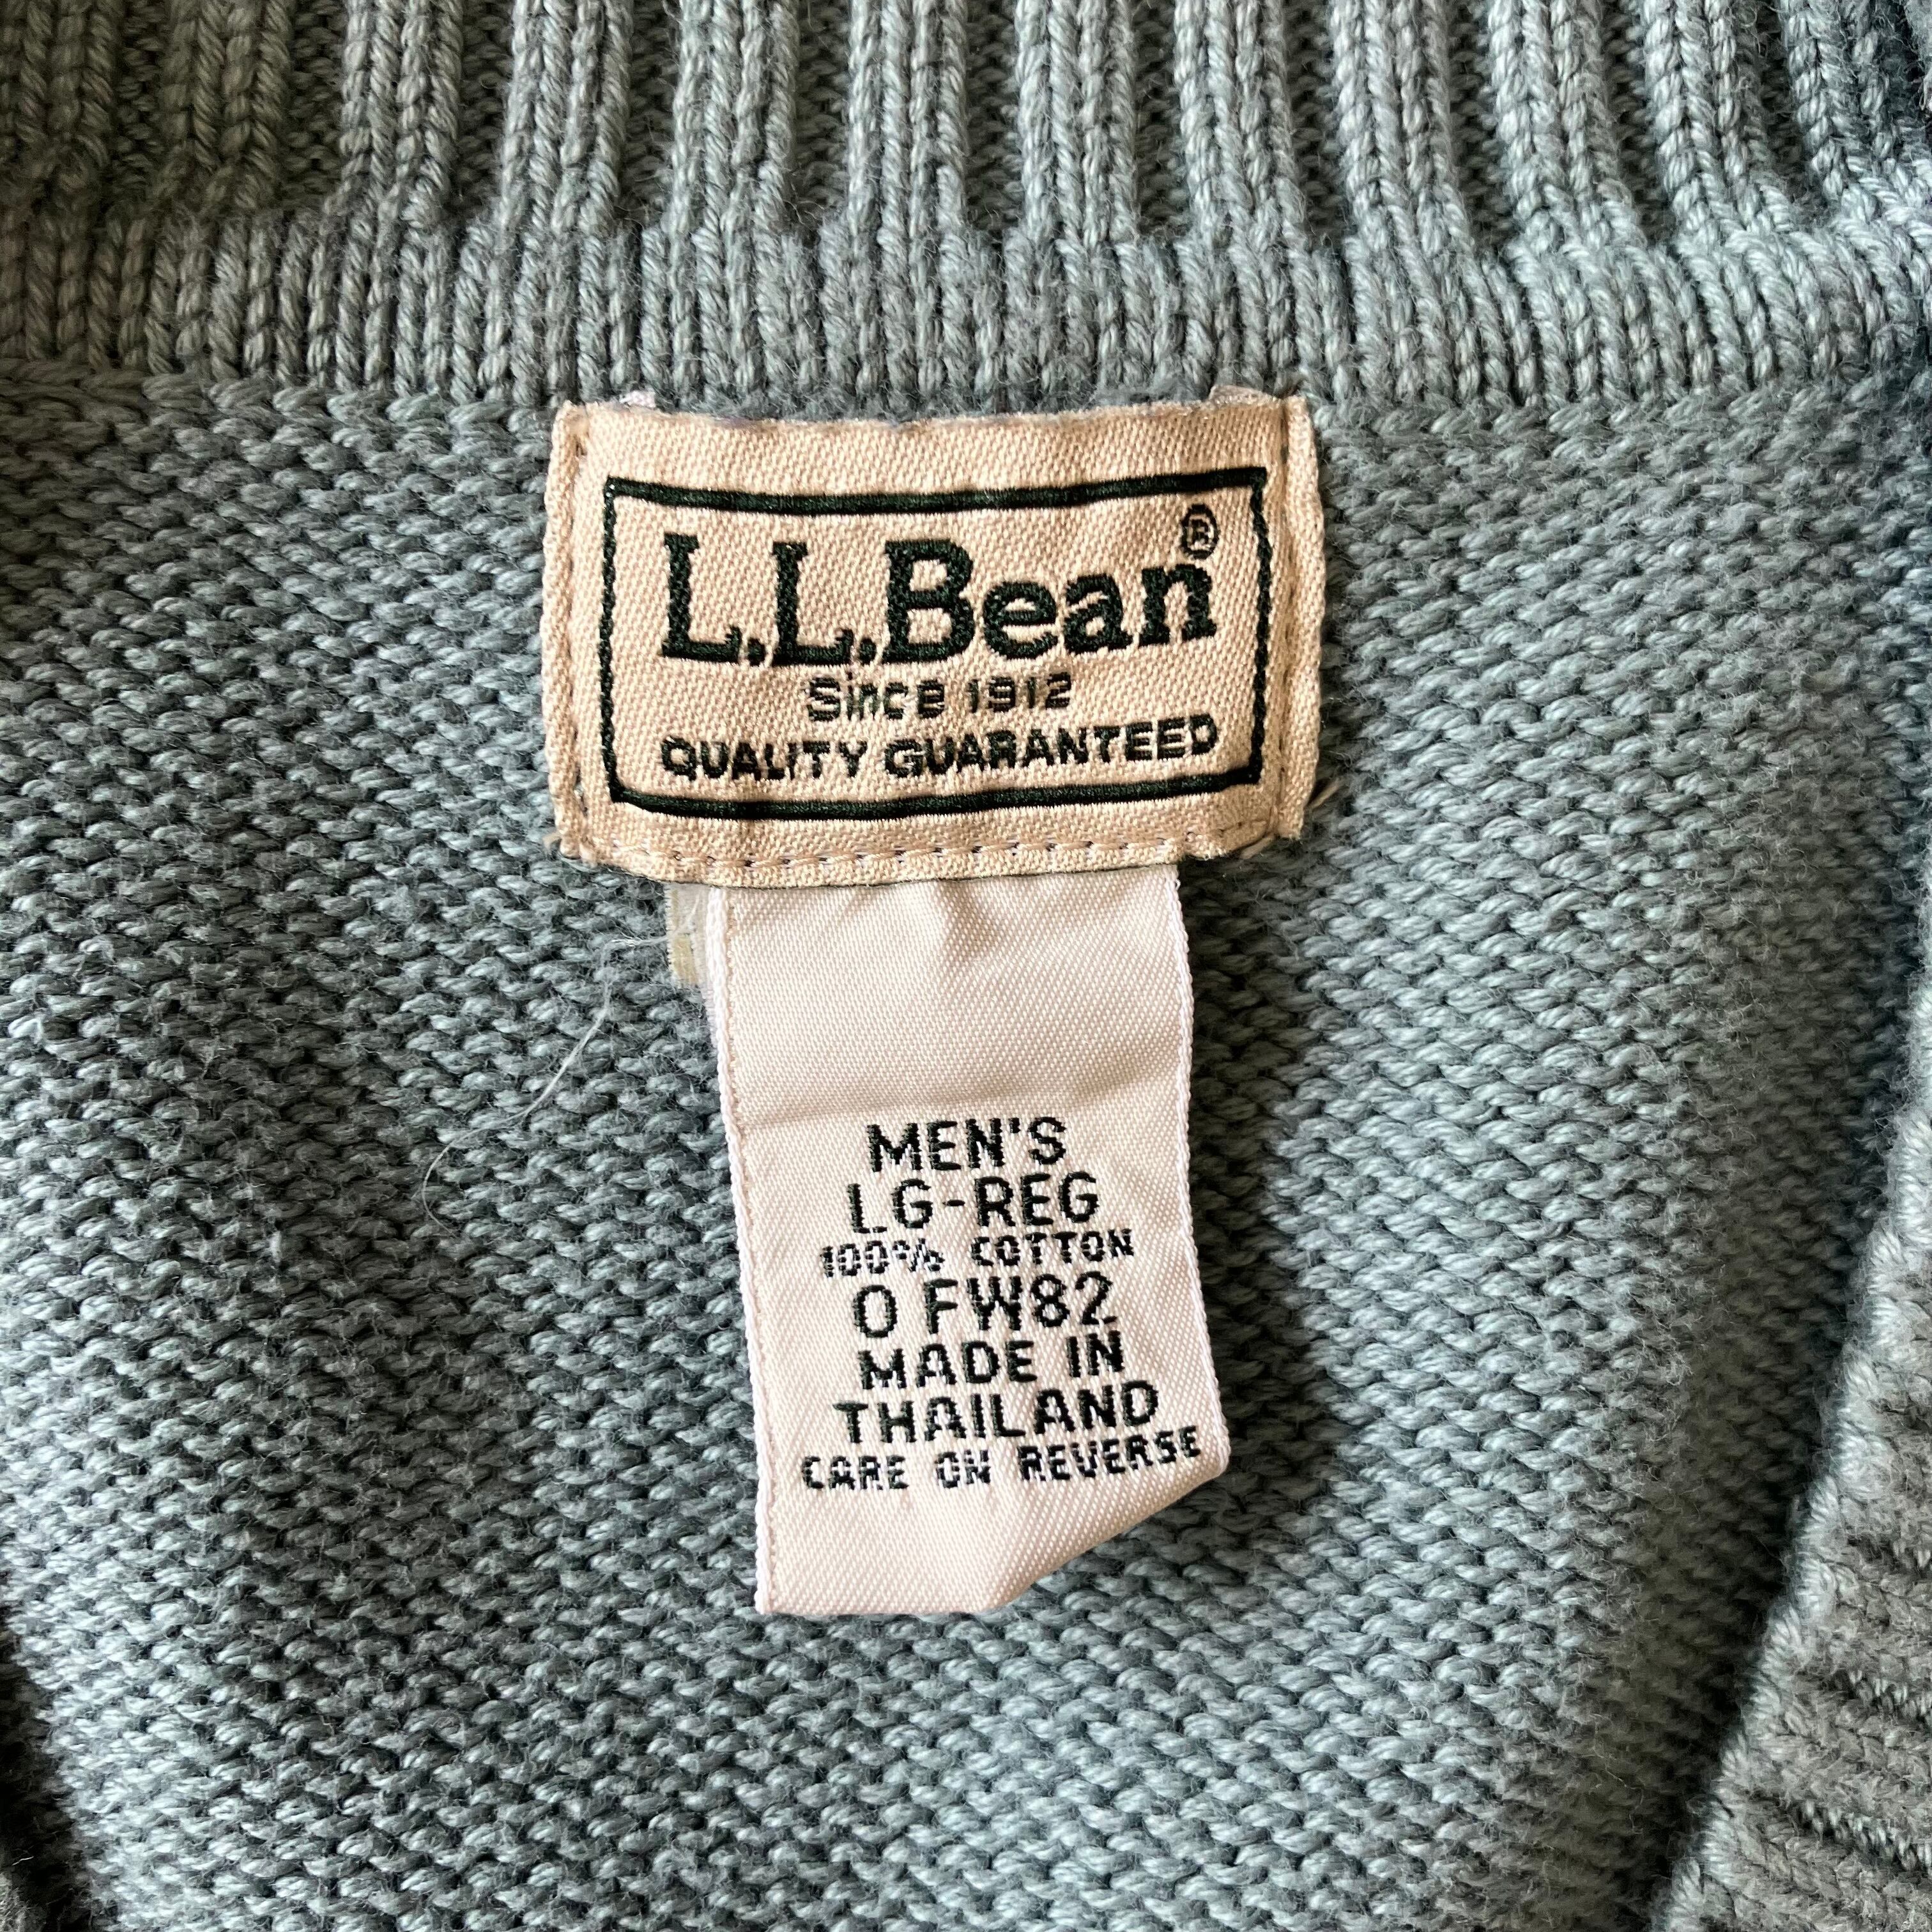 L.L.Bean®
Since 1912
QUALITY GUARANTEED
MEN'S
LG-REG
100% COTTON
0 FW82
MADE IN
THAILAND
CARE ON REVERSE